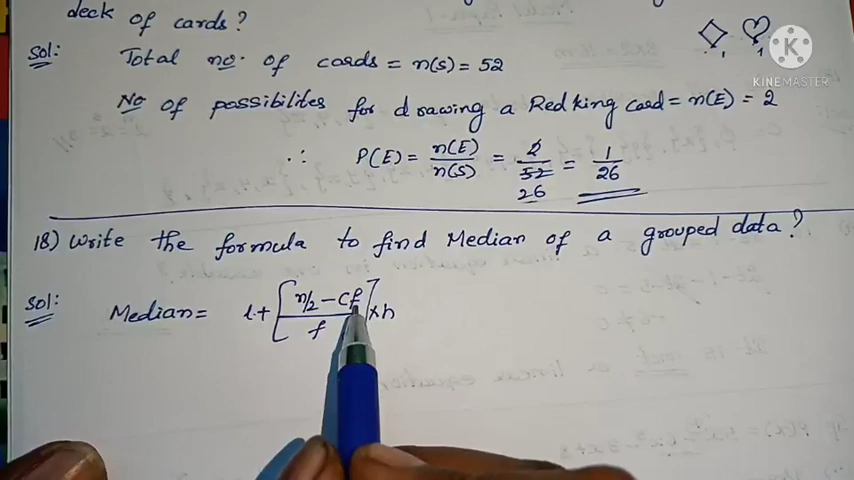 deck of cards?
Sol: Total no. of cards = n(S) = 52
No of possibilites for drawing a Red king card = n(E) = 2
∴ P(E) = n(E)/n(S) = 2/52 26 = 1/26
18) Write the formula to find Median of a grouped data?
Sol: Median = l + [n/2 - Cf / f] x h
KINEMASTER